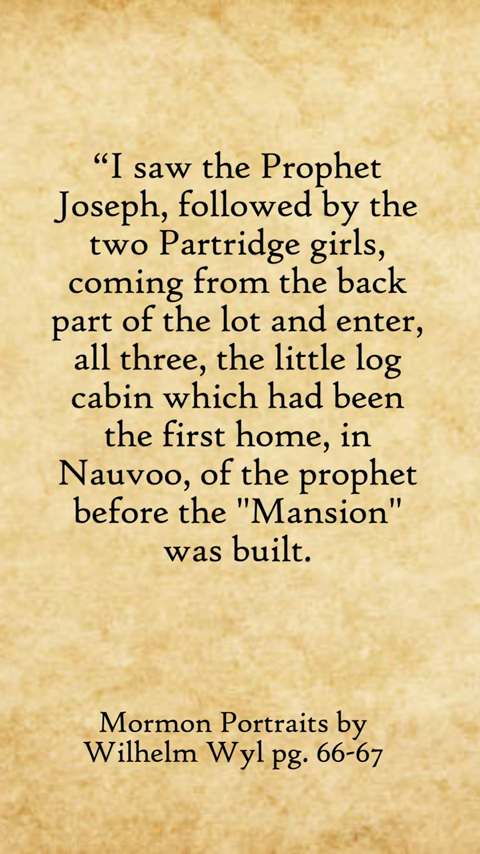 “I saw the Prophet
Joseph, followed by the
two Partridge girls,
coming from the back
part of the lot and enter,
all three, the little log
cabin which had been
the first home, in
Nauvoo, of the prophet
before the "Mansion"
was built.
Mormon Portraits by
Wilhelm Wyl pg. 66-67